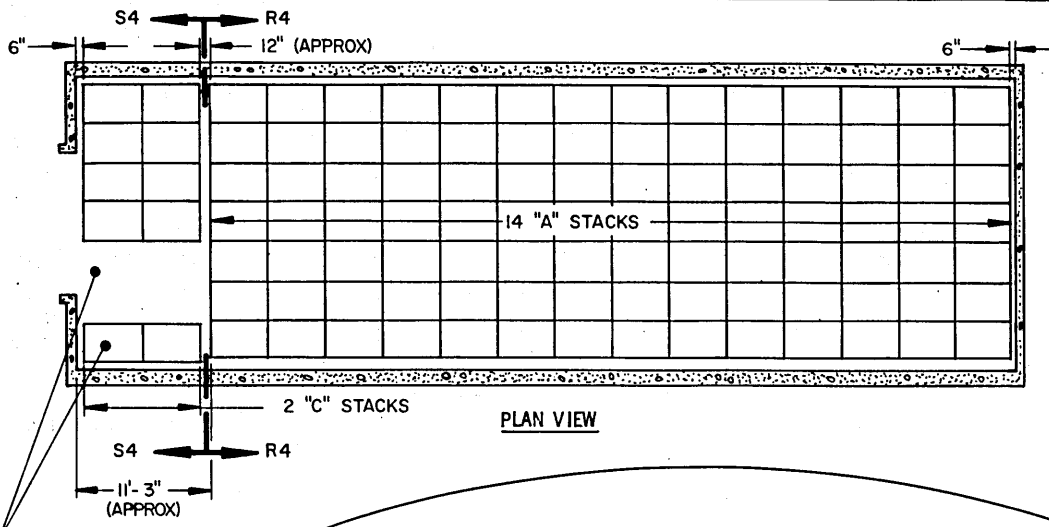 S4 R4
6" 12" (APPROX) 6"
14 "A" STACKS
2 "C" STACKS
PLAN VIEW
S4 R4
11'-3"
(APPROX)